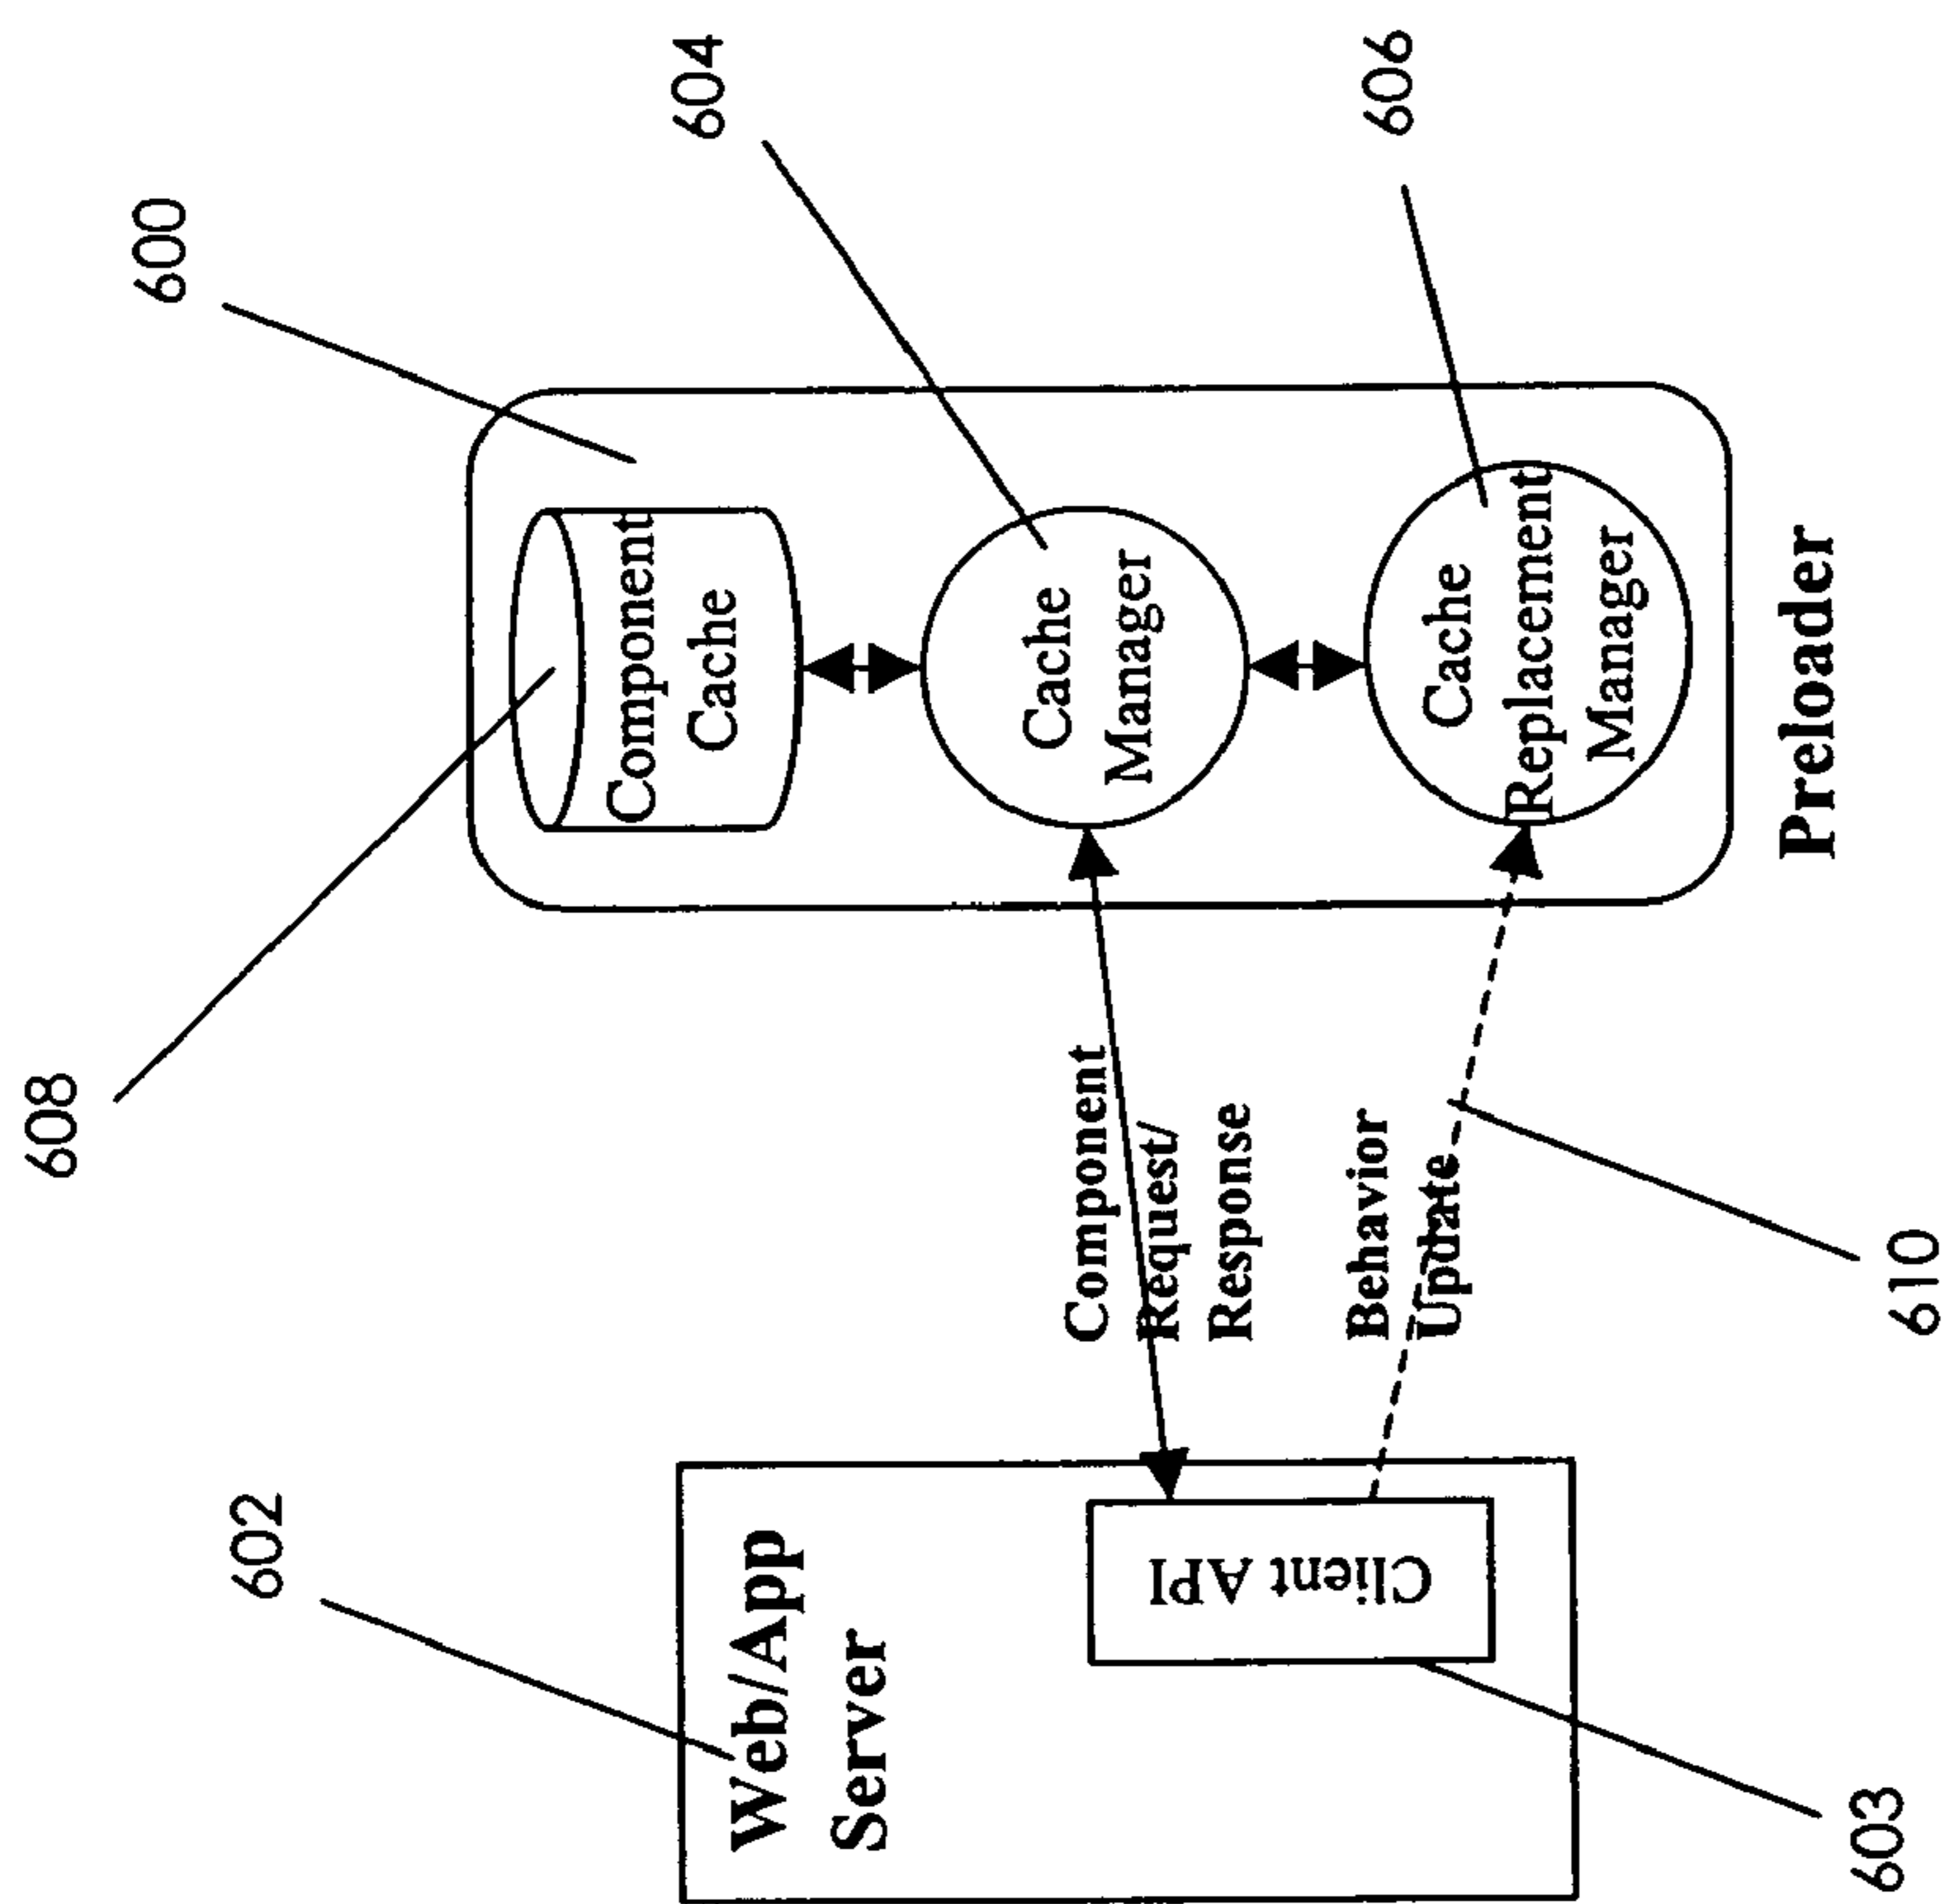 608
600
604
606
602
603
610
Web/App
Server
Client API
Component
Request/
Response
Behavior
Update
Component
Cache
Cache
Manager
Cache
Replacement
Manager
Preloader